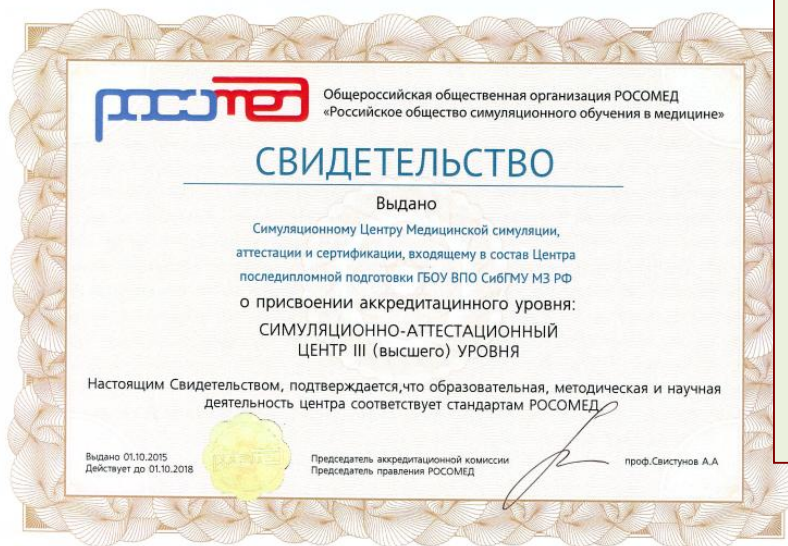 росомед
Общероссийская общественная организация РОСОМЕД
«Российское общество симуляционного обучения в медицине»
СВИДЕТЕЛЬСТВО
Выдано
Симуляционному Центру Медицинской симуляции,
аттестации и сертификации, входящему в состав Центра
последипломной подготовки ГБОУ ВПО СибГМУ МЗ РФ
о присвоении аккредитацинного уровня:
СИМУЛЯЦИОННО-АТТЕСТАЦИОННЫЙ
ЦЕНТР III (высшего) УРОВНЯ
Настоящим Свидетельством, подтверждается,что образовательная, методическая и научная
деятельность центра соответствует стандартам РОСОМЕД
Выдано 01.10.2015
Действует до 01.10.2018
Председатель аккредитационной комиссии
Председатель правления РОСОМЕД
проф.Свистунов А.А